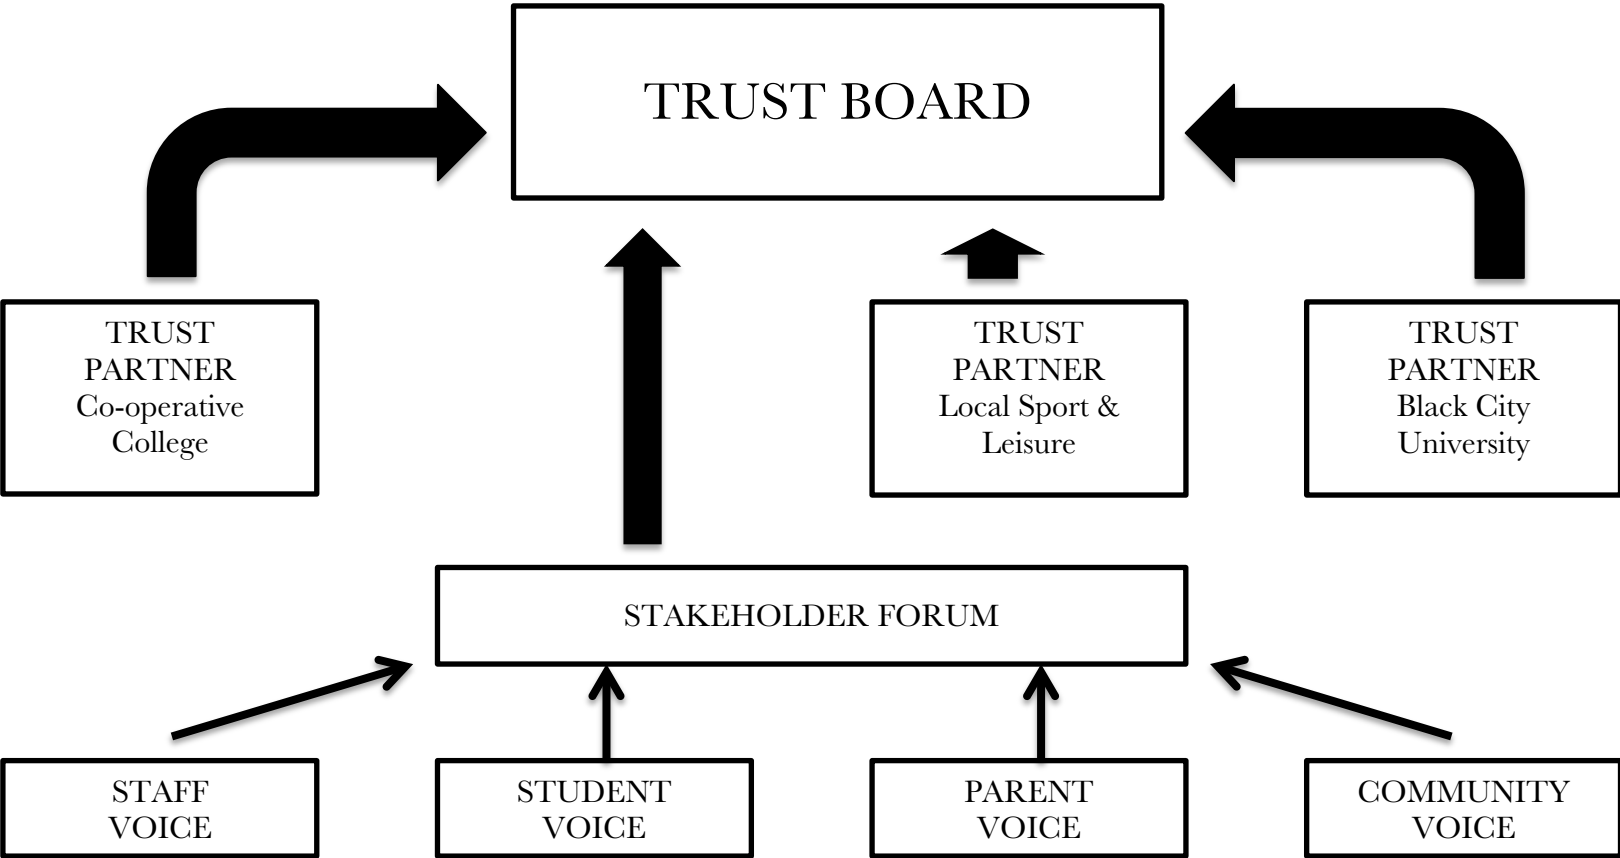 TRUST BOARD
TRUST
PARTNER
Co-operative
College
TRUST
PARTNER
Local Sport &
Leisure
TRUST
PARTNER
Black City
University
STAKEHOLDER FORUM
STAFF
VOICE
STUDENT
VOICE
PARENT
VOICE
COMMUNITY
VOICE